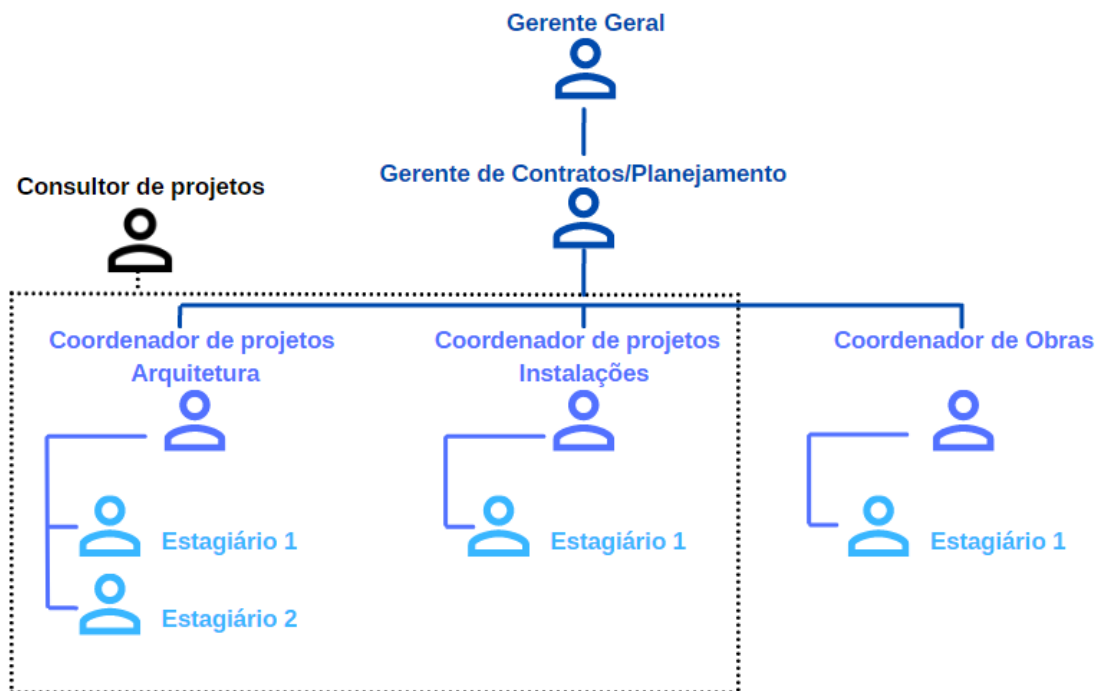 Gerente Geral
Gerente de Contratos/Planejamento
Consultor de projetos
Coordenador de projetos
Arquitetura
Coordenador de projetos
Instalações
Coordenador de Obras
Estagiário 1
Estagiário 1
Estagiário 1
Estagiário 2